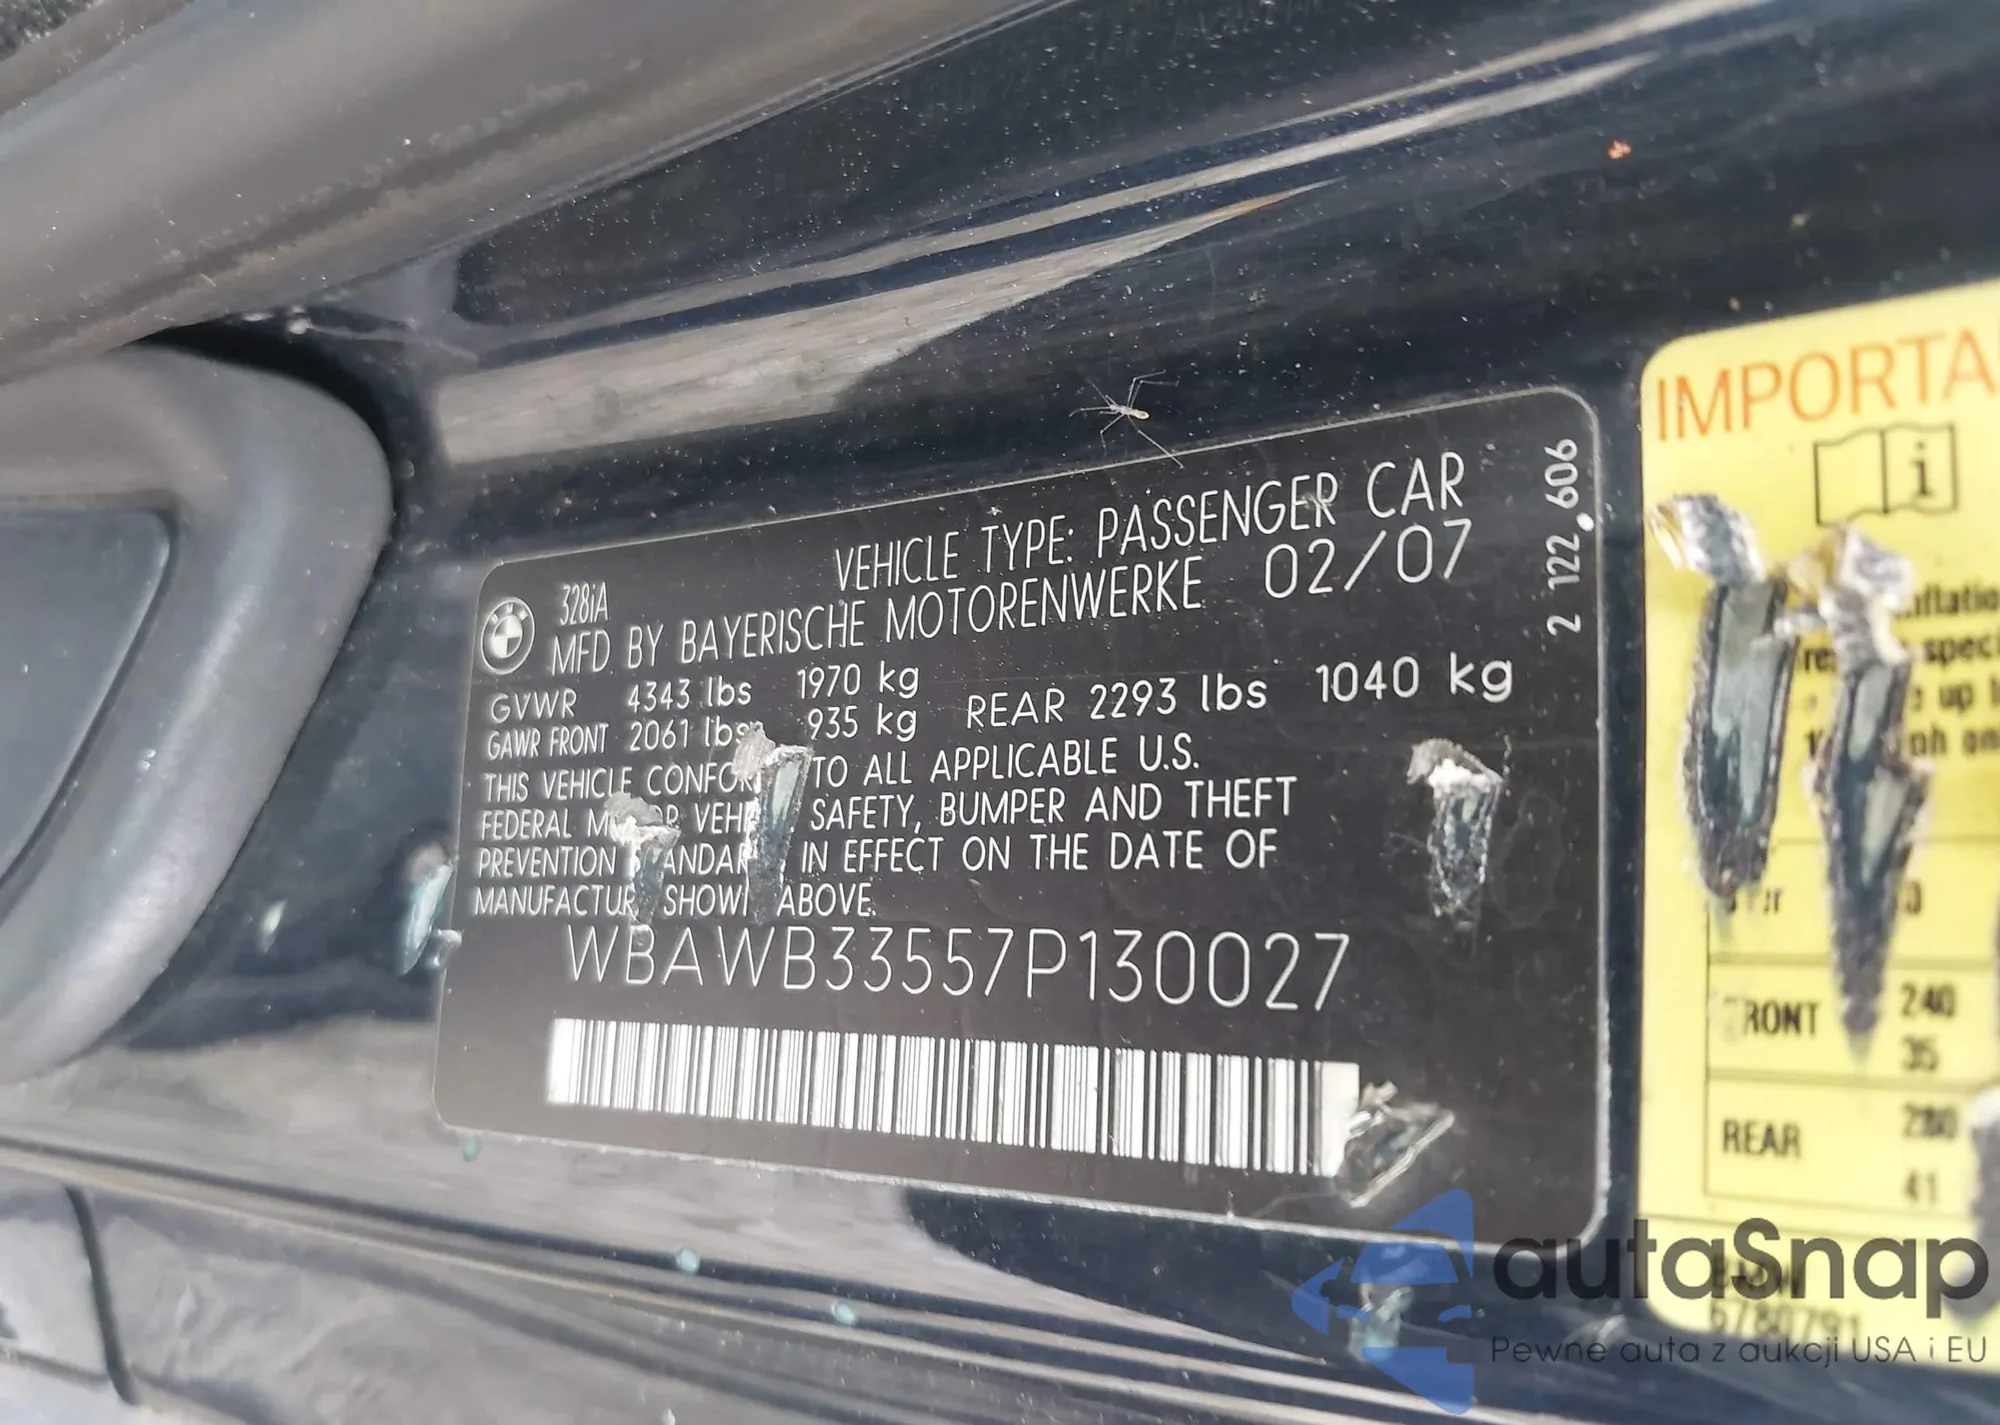 328iA
VEHICLE TYPE: PASSENGER CAR
MFD BY BAYERISCHE MOTORENWERKE 02/07
GVWR 4343 lbs 1970 kg
GAWR FRONT 2061 lbs 935 kg REAR 2293 lbs 1040 kg
THIS VEHICLE TO ALL APPLICABLE U.S.
FEDERAL SAFETY, BUMPER AND THEFT
PREVENTION IN EFFECT ON THE DATE OF
ABOVE.
WBAWB33557P130027
2 122.606
IMPORTA
i
FRONT 240
35
REAR 280
41
autaSnap
Pewne auta z aukcji USA i EU